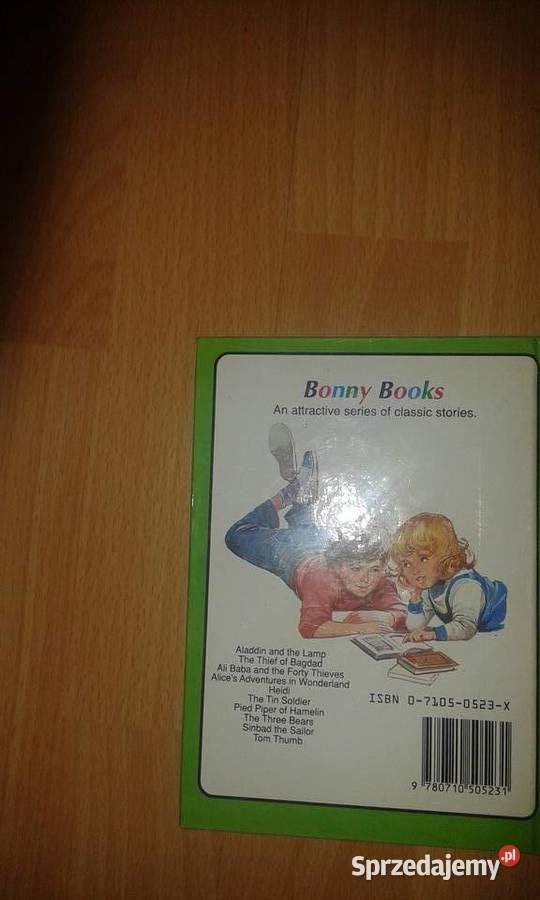 Bonny Books
An attractive series of classic stories.
Aladdin and the Lamp
The Thief of Bagdad
Ali Baba and the Forty Thieves
Alice's Adventures in Wonderland
Heidi
The Tin Soldier
Pied Piper of Hamelin
The Three Bears
Sinbad the Sailor
Tom Thumb
ISBN 0-7105-0523-X
9 780710 505231
Sprzedajemy.pl